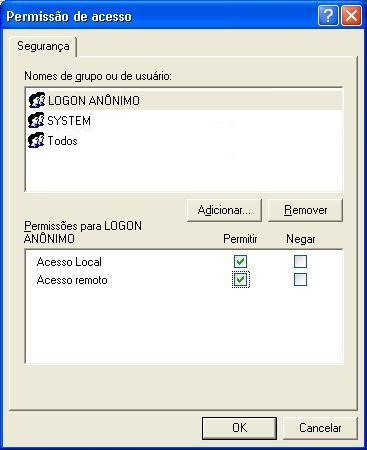 Permissão de acesso
Segurança
Nomes de grupo ou de usuário:
LOGON ANÔNIMO
SYSTEM
Todos
Adicionar... Remover
Permissões para LOGON
ANÔNIMO Permitir Negar
Acesso Local
Acesso remoto
OK Cancelar